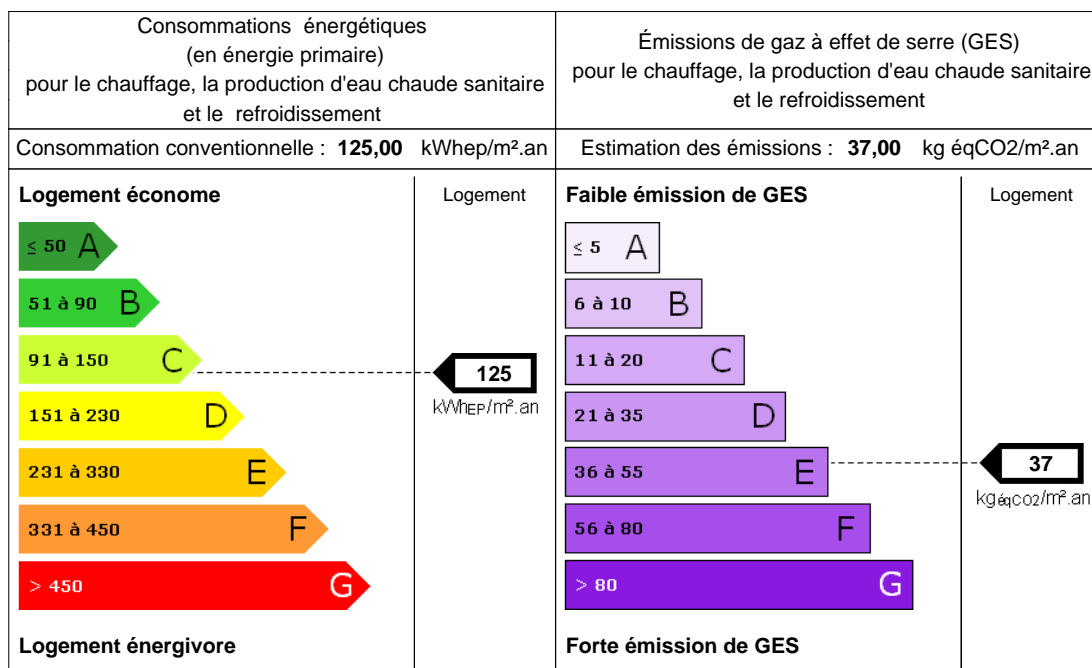 Consommations énergétiques
(en énergie primaire)
pour le chauffage, la production d'eau chaude sanitaire
et le refroidissement
Émissions de gaz à effet de serre (GES)
pour le chauffage, la production d'eau chaude sanitaire
et le refroidissement
Consommation conventionnelle : 125,00 kWhep/m².an
Estimation des émissions : 37,00 kg éqCO2/m².an
Logement économe
Logement
≤ 50 A
51 à 90 B
91 à 150 C
125
kWhEP/m².an
151 à 230 D
231 à 330 E
331 à 450 F
> 450 G
Logement énergivore
Faible émission de GES
Logement
≤ 5 A
6 à 10 B
11 à 20 C
21 à 35 D
36 à 55 E
37
kgéqCO2/m².an
56 à 80 F
> 80 G
Forte émission de GES